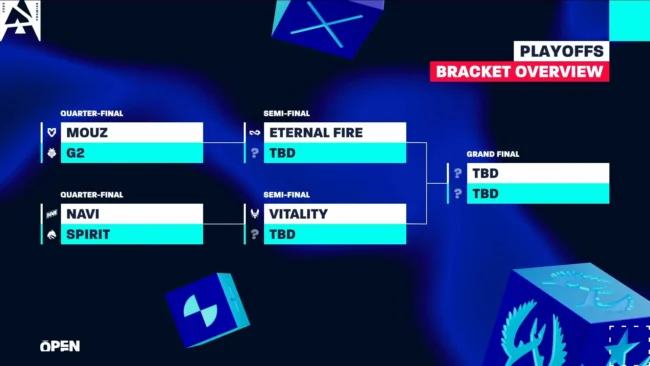 PLAYOFFS
BRACKET OVERVIEW
QUARTER-FINAL
MOUZ
G2
SEMI-FINAL
ETERNAL FIRE
? TBD
GRAND FINAL
? TBD
? TBD
QUARTER-FINAL
NAVI
SPIRIT
SEMI-FINAL
VITALITY
? TBD
OPEN